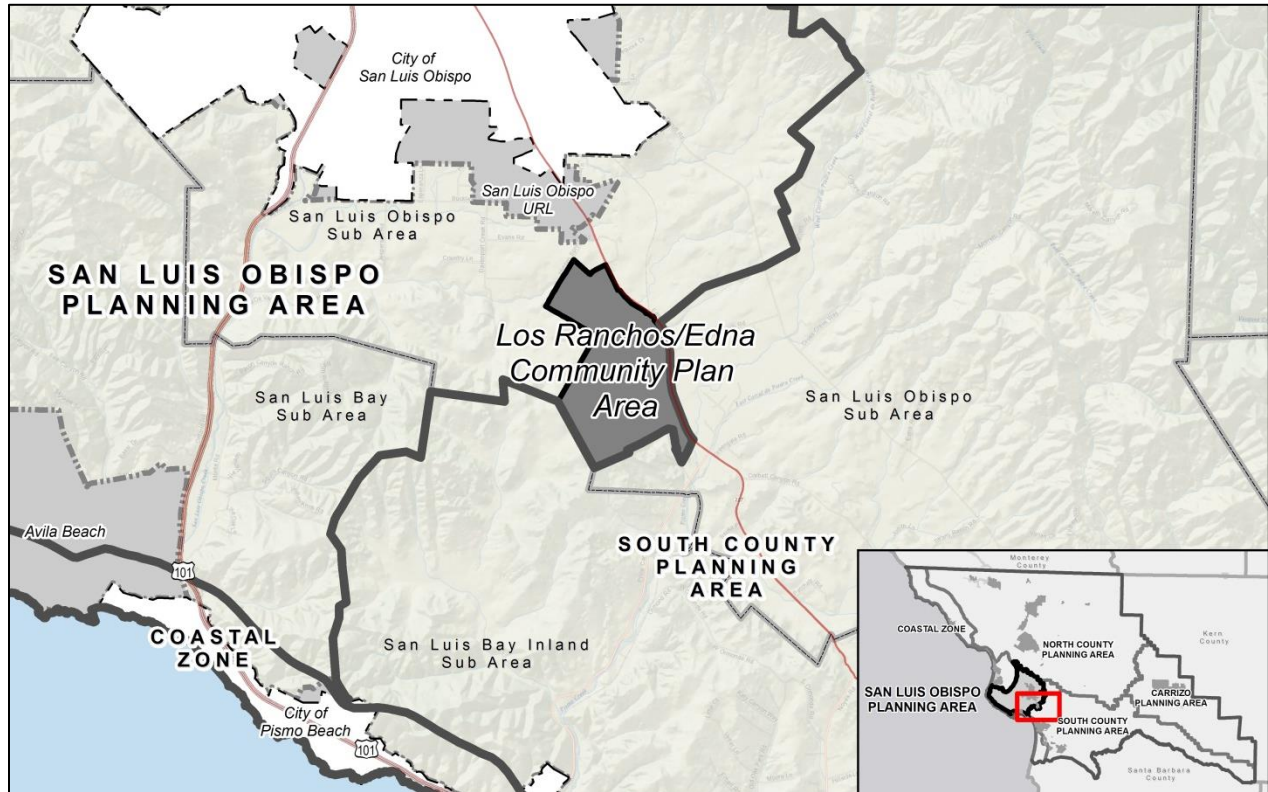 City of
San Luis Obispo
San Luis Obispo
URL
San Luis Obispo
Sub Area
SAN LUIS OBISPO
PLANNING AREA
Los Ranchos/Edna
Community Plan
Area
San Luis Bay
Sub Area
San Luis Obispo
Sub Area
Avila Beach
101
SOUTH COUNTY
PLANNING
AREA
COASTAL
ZONE
San Luis Bay Inland
Sub Area
City of
Pismo Beach
101
Monterey
County
COASTAL ZONE
NORTH COUNTY
PLANNING AREA
Kern
County
SAN LUIS OBISPO
PLANNING AREA
CARRIZO
PLANNING AREA
SOUTH COUNTY
PLANNING AREA
Santa Barbara
County